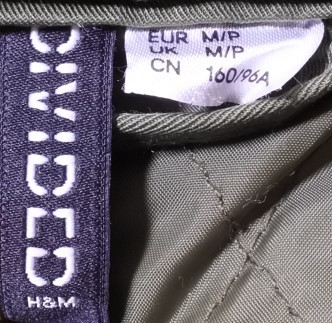 DIVIDED
H&M
EUR M/P
UK M/P
CN 160/96A